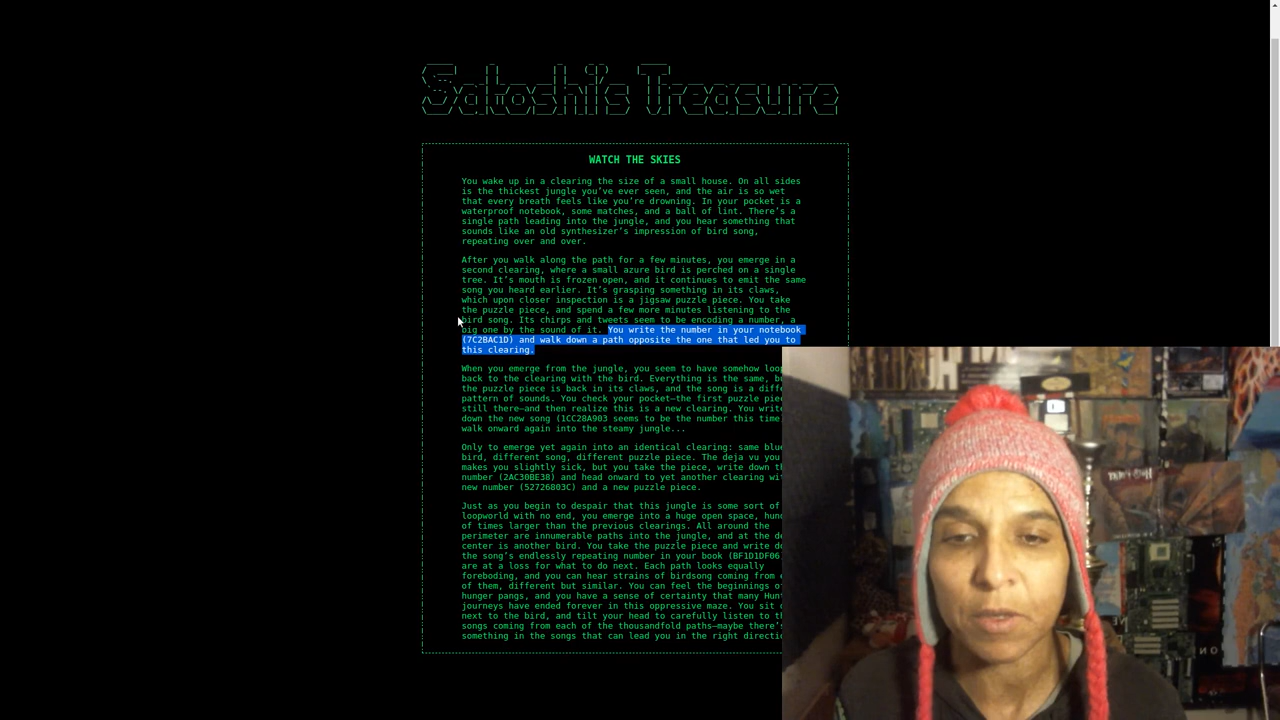 Satoshi's Treasure
WATCH THE SKIES
You wake up in a clearing the size of a small house. On all sides
is the thickest jungle you’ve ever seen, and the air is so wet
that every breath feels like you’re drowning. In your pocket is a
waterproof notebook, some matches, and a ball of lint. There’s a
single path leading into the jungle, and you hear something that
sounds like an old synthesizer’s impression of bird song,
repeating over and over.
After you walk along the path for a few minutes, you emerge in a
second clearing, where a small azure bird is perched on a single
tree. It’s mouth is frozen open, and it continues to emit the same
song you heard earlier. It’s grasping something in its claws,
which upon closer inspection is a jigsaw puzzle piece. You take
the puzzle piece, and spend a few more minutes listening to the
bird song. Its chirps and tweets seem to be encoding a number, a
big one by the sound of it. You write the number in your notebook
(7C2BAC1D) and walk down a path opposite the one that led you to
this clearing.
When you emerge from the jungle, you seem to have somehow
back to the clearing with the bird. Everything is the same,
the puzzle piece is back in its claws, and the song is a
pattern of sounds. You check your pocket—the first puzzle
still there—and then realize this is a new clearing. You
down the new song (1CC28A903 seems to be the number this time
walk onward again into the steamy jungle...
Only to emerge yet again into an identical clearing: same
bird, different song, different puzzle piece. The deja vu you
makes you slightly sick, but you take the piece, write down
number (2AC30BE38) and head onward to yet another clearing
new number (52726803C) and a new puzzle piece.
Just as you begin to despair that this jungle is some sort of
loopworld with no end, you emerge into a huge open space,
of times larger than the previous clearings. All around the
perimeter are innumerable paths into the jungle, and at the
center is another bird. You take the puzzle piece and write
the song’s endlessly repeating number in your book (BF1D1DF06
are at a loss for what to do next. Each path looks equally
foreboding, and you can hear strains of birdsong coming from
of them, different but similar. You can feel the beginnings
hunger pangs, and you have a sense of certainty that many
journeys have ended forever in this oppressive maze. You sit
next to the bird, and tilt your head to carefully listen to
songs coming from each of the thousandfold paths—maybe
something in the songs that can lead you in the right